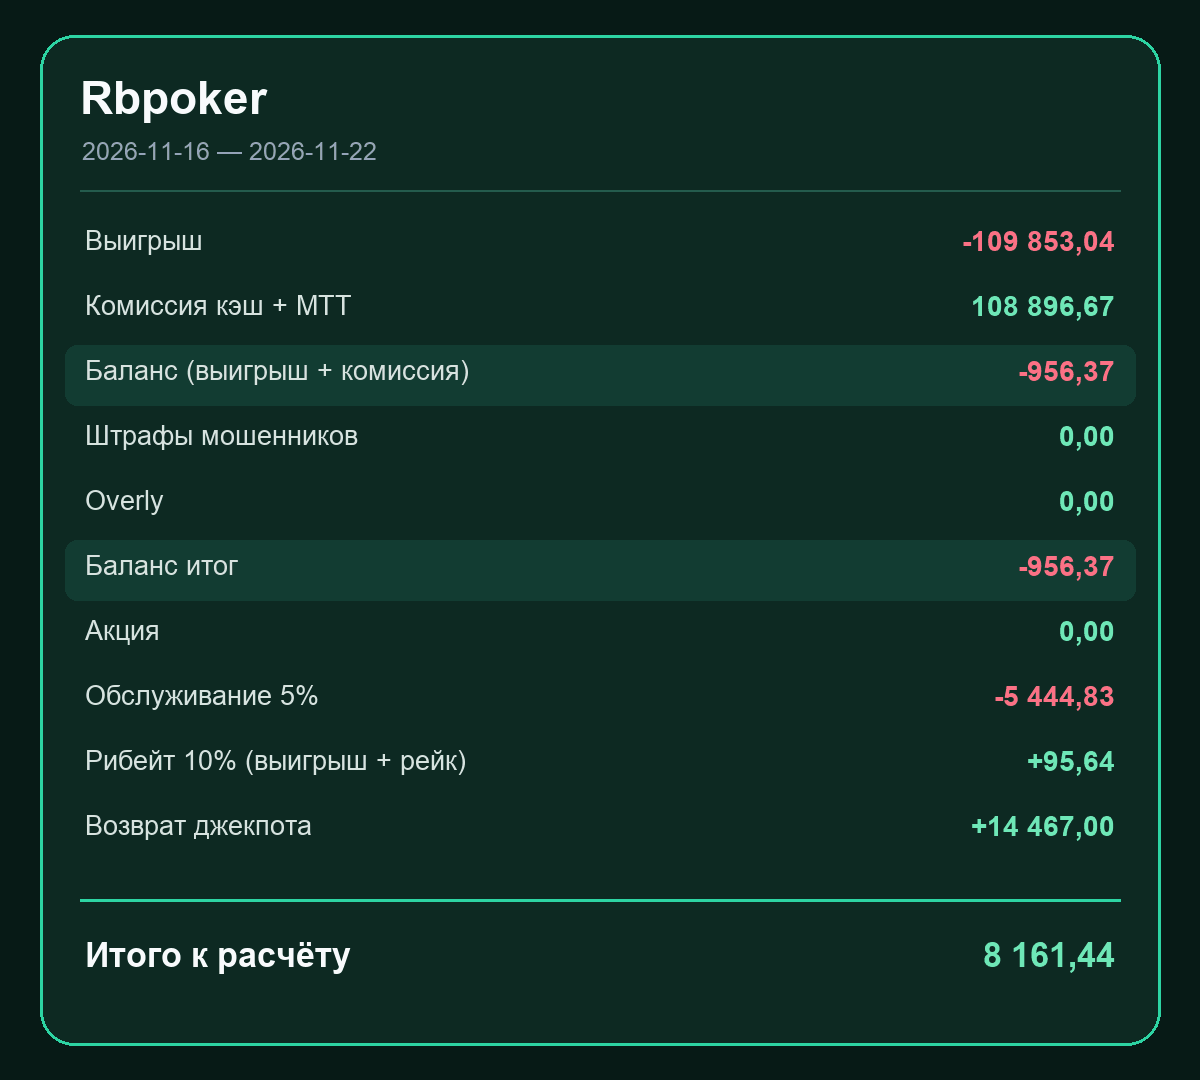 Rbpoker
2026-11-16 — 2026-11-22
Выигрыш -109 853,04
Комиссия кэш + МТТ 108 896,67
Баланс (выигрыш + комиссия) -956,37
Штрафы мошенников 0,00
Overly 0,00
Баланс итог -956,37
Акция 0,00
Обслуживание 5% -5 444,83
Рибейт 10% (выигрыш + рейк) +95,64
Возврат джекпота +14 467,00
Итого к расчёту 8 161,44